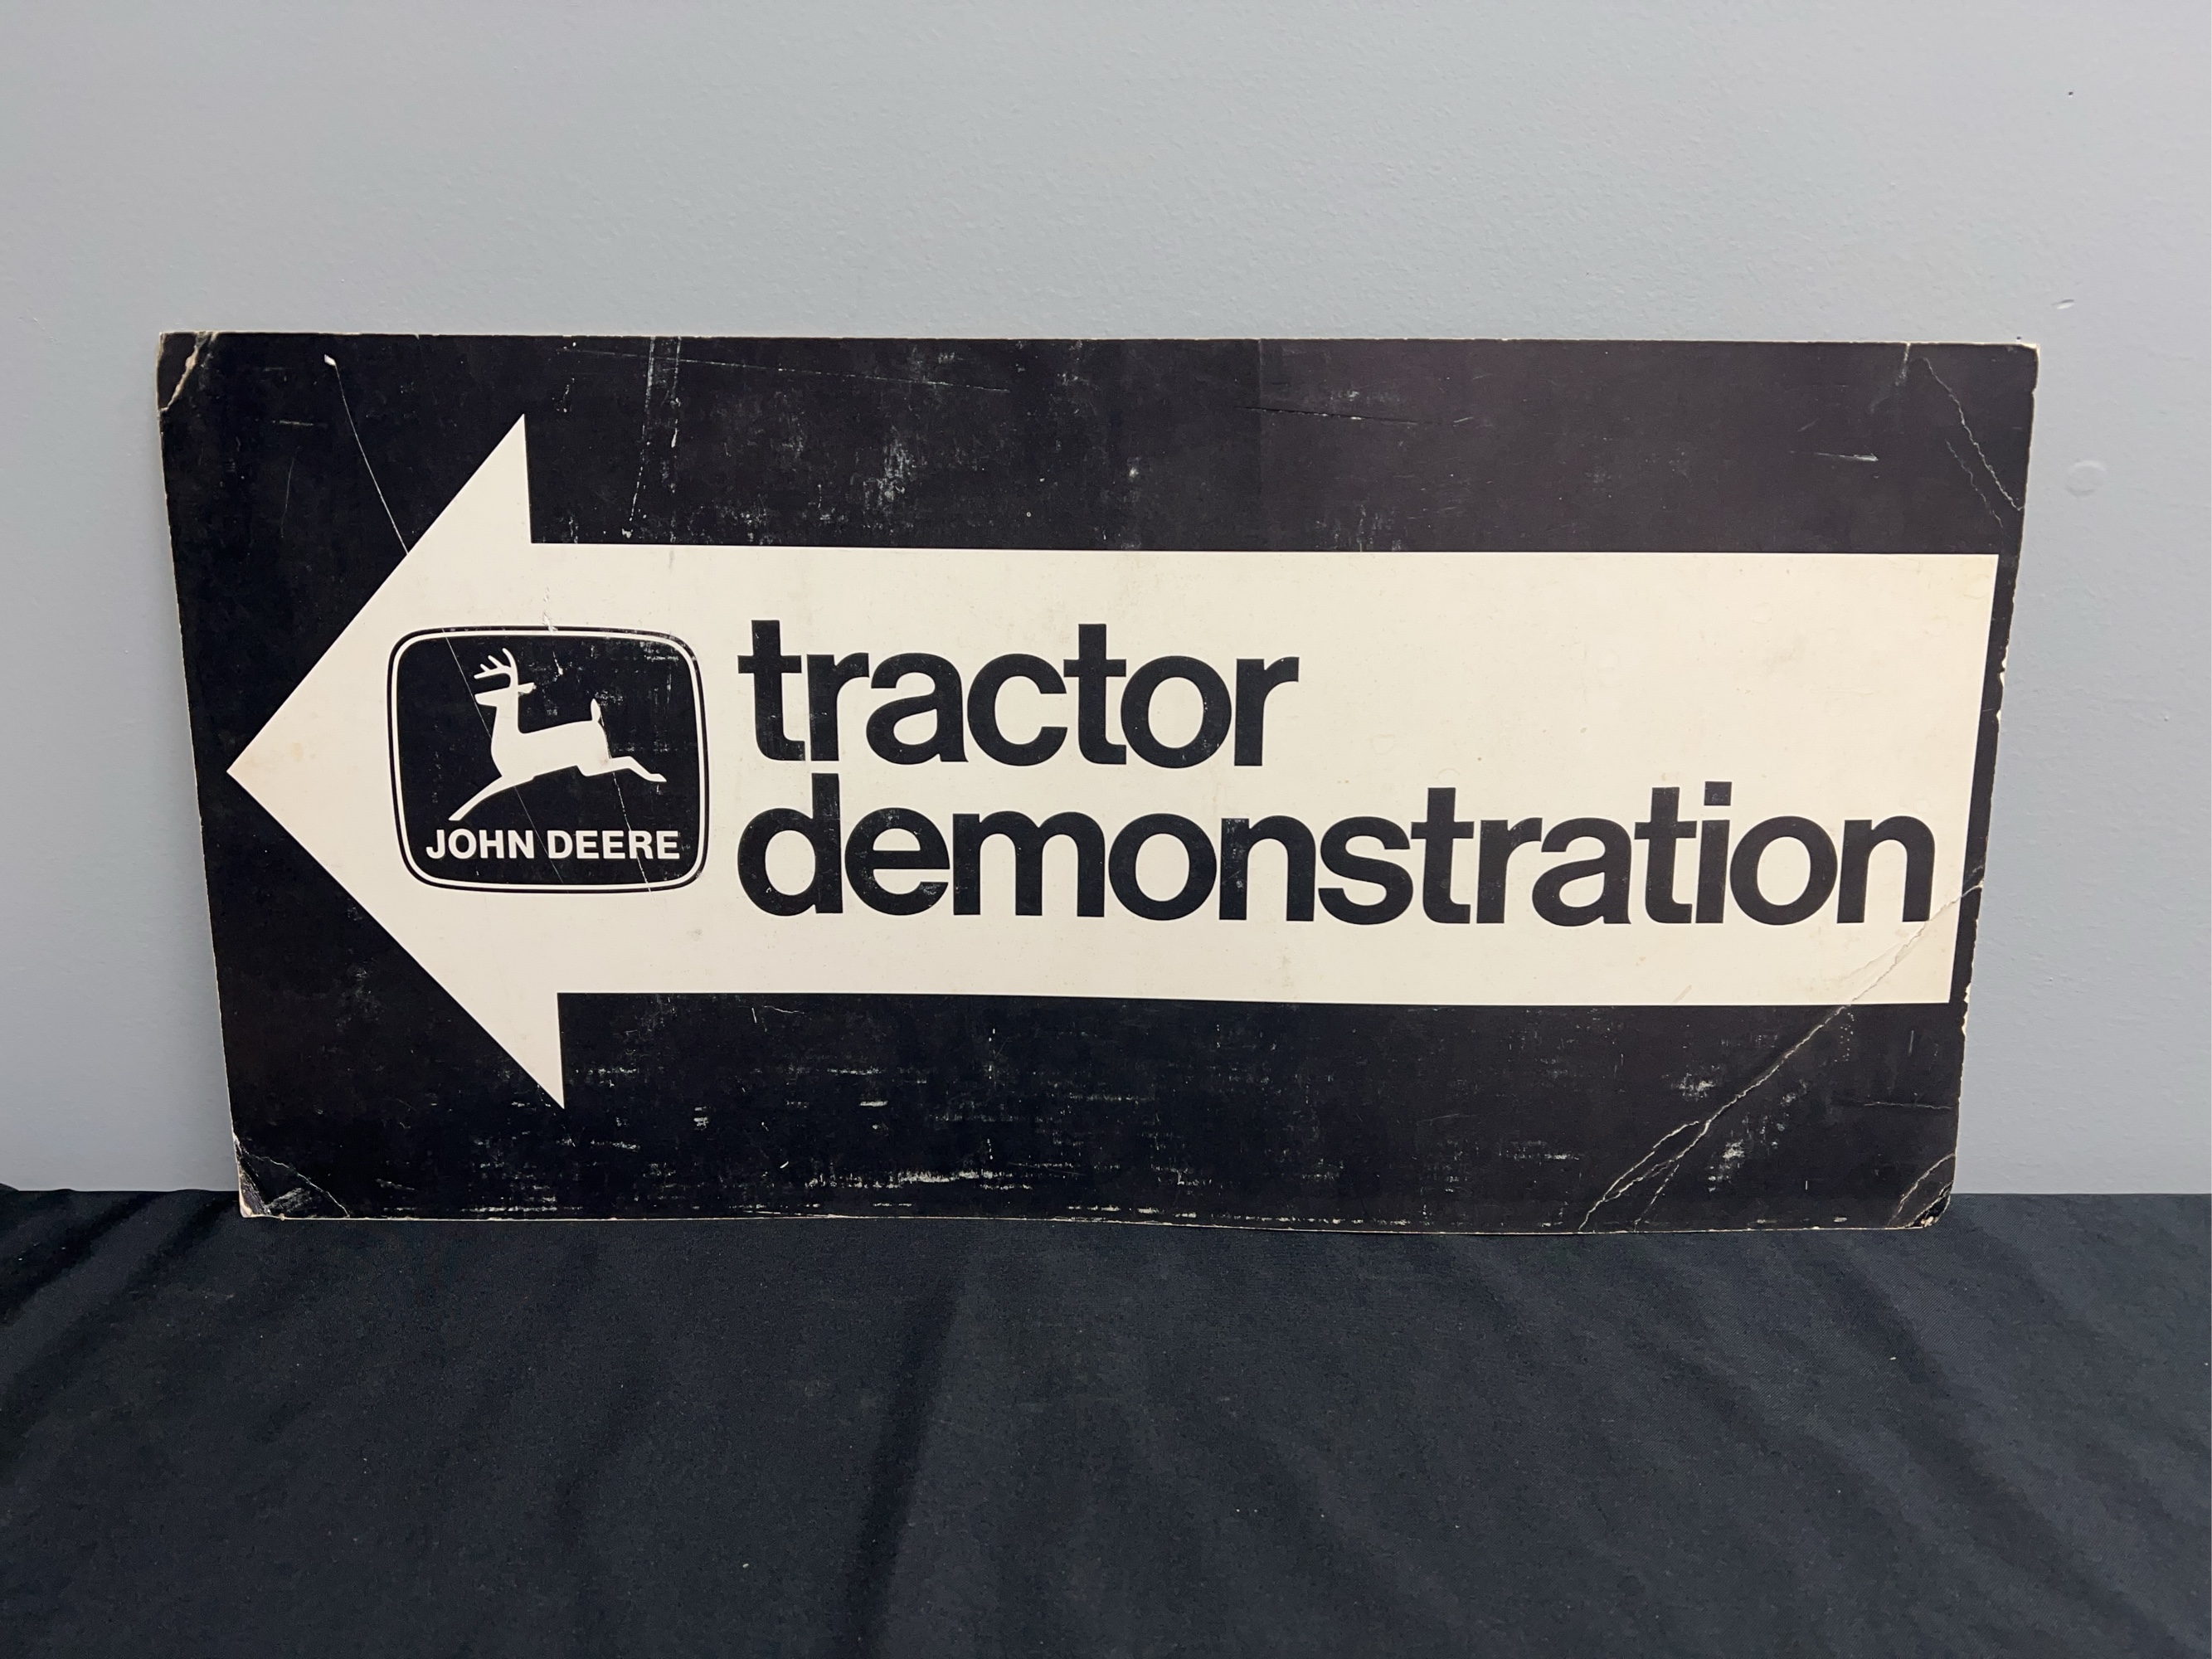 JOHN DEERE
tractor
demonstration